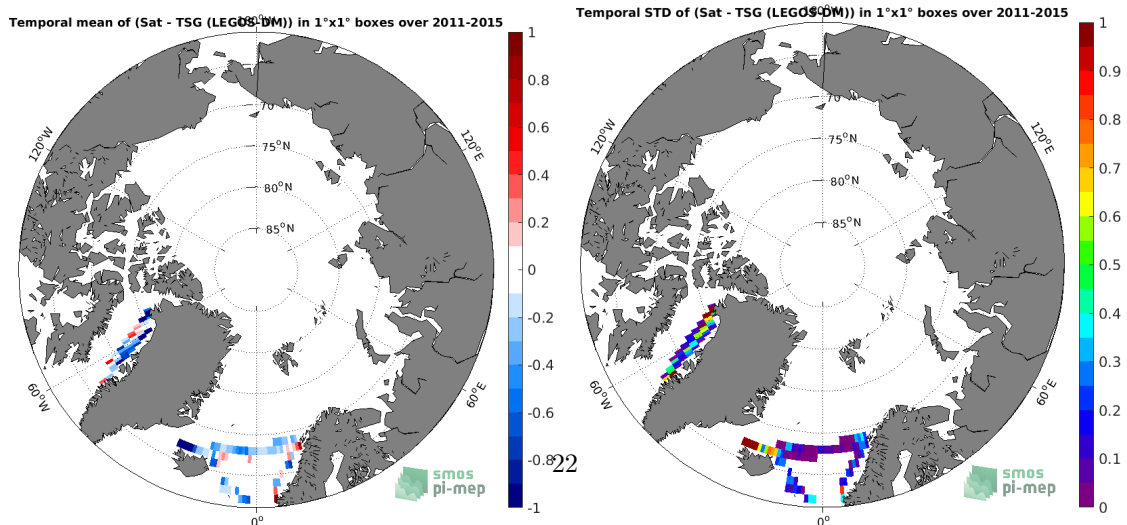 Temporal mean of (Sat - TSG (LEGOS-DM)) in 1°x1° boxes over 2011-2015
180°W
120°W
120°E
70
75°N
80°N
85°N
60°W
60°E
0°
1
0.8
0.6
0.4
0.2
0
-0.2
-0.4
-0.6
-0.8
-1
smos
pi-mep
22
Temporal STD of (Sat - TSG (LEGOS-DM)) in 1°x1° boxes over 2011-2015
180°W
120°W
120°E
70
75°N
80°N
85°N
60°W
60°E
0°
1
0.9
0.8
0.7
0.6
0.5
0.4
0.3
0.2
0.1
0
smos
pi-mep